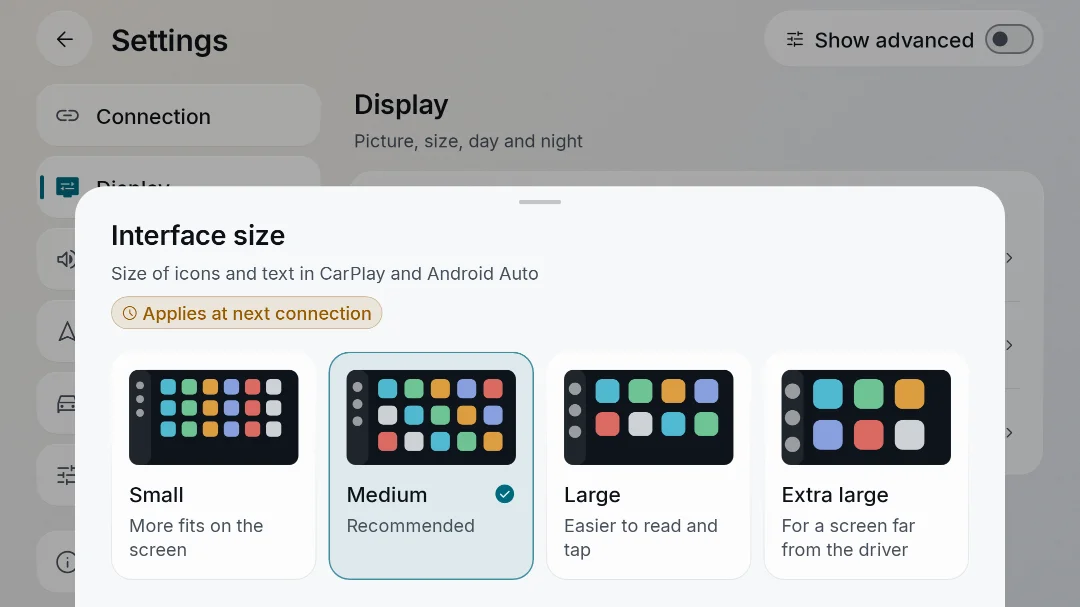 Settings
Show advanced
Connection
Display
Display
Picture, size, day and night
Interface size
Size of icons and text in CarPlay and Android Auto
Applies at next connection
Small
More fits on the
screen
Medium
Recommended
Large
Easier to read and
tap
Extra large
For a screen far
from the driver